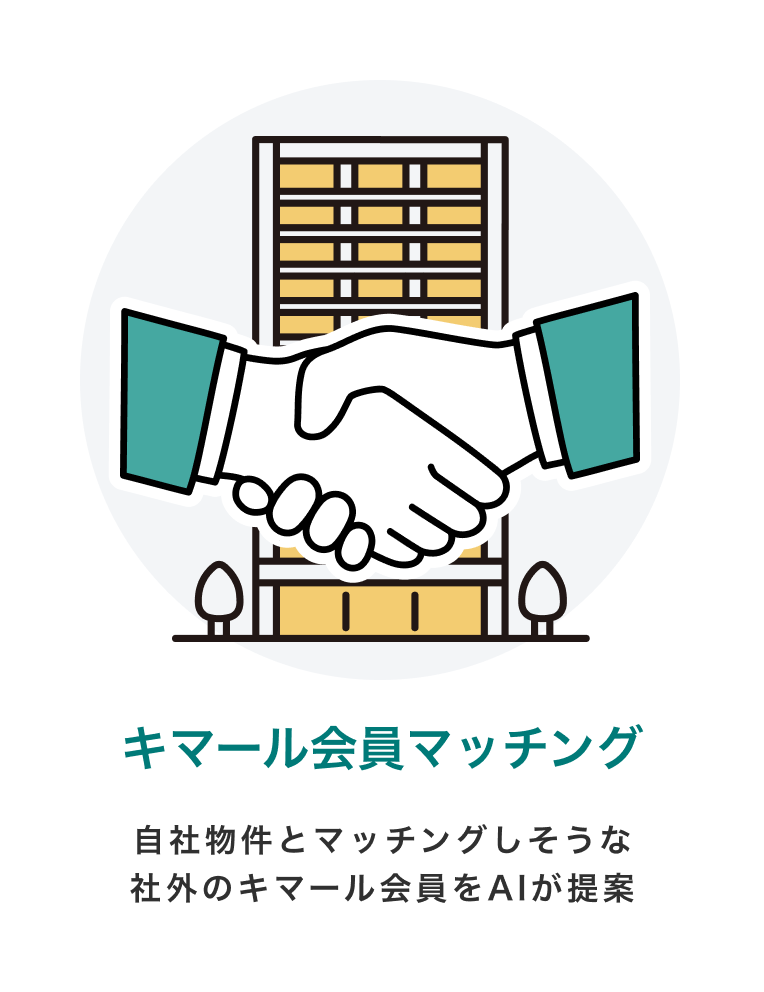 キマール会員マッチング
自社物件とマッチングしそうな
社外のキマール会員をAIが提案